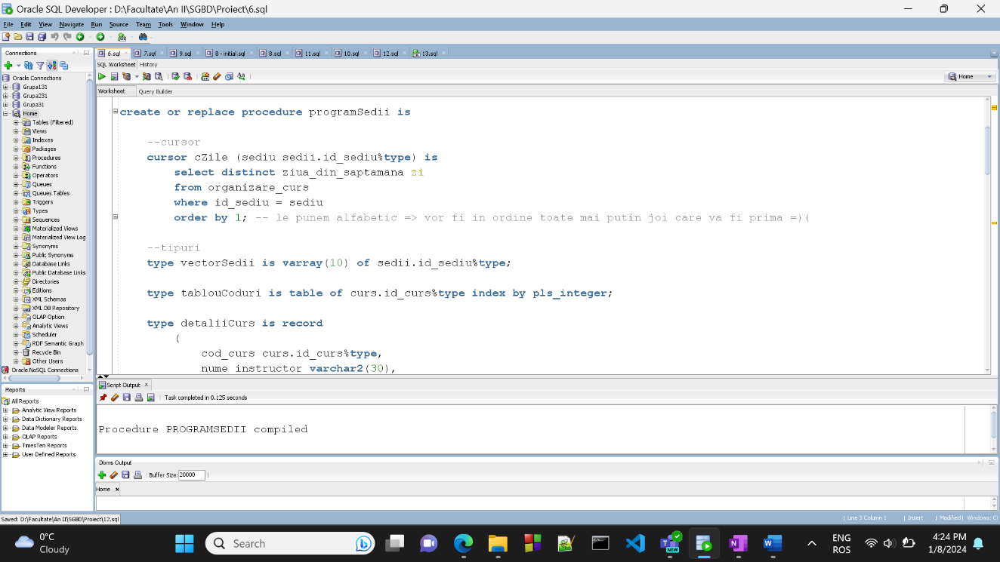 Oracle SQL Developer : D:\Facultate\An II\SGBD\Proiect\6.sql
File Edit View Navigate Run Source Team Tools Window Help
Connections
Oracle Connections
Grupa131
Grupa231
Grupa31
Home
Tables (Filtered)
Views
Indexes
Packages
Procedures
Functions
Operators
Queues
Queues Tables
Triggers
Types
Sequences
Materialized Views
Materialized View Log
Synonyms
Public Synonyms
Database Links
Public Database Links
Directories
Editions
XML Schemas
XML DB Repository
OLAP Option
Analytic Views
Scheduler
RDF Semantic Graph
Recycle Bin
Other Users
Oracle NoSQL Connections
Reports
All Reports
Analytic View Reports
Data Dictionary Reports
Data Modeler Reports
OLAP Reports
TimesTen Reports
User Defined Reports
6.sql 7.sql 9.sql 8 - initial.sql 8.sql 11.sql 10.sql 12.sql 13.sql
SQL Worksheet History
Home
Worksheet Query Builder
create or replace procedure programSedii is
--cursor
cursor cZile (sediu sedii.id_sediu%type) is
select distinct ziua_din_saptamana zi
from organizare_curs
where id_sediu = sediu
order by 1; -- le punem alfabetic => vor fi in ordine toate mai putin joi care va fi prima =)(
--tipuri
type vectorSedii is varray(10) of sedii.id_sediu%type;
type tablouCoduri is table of curs.id_curs%type index by pls_integer;
type detaliiCurs is record
(
cod_curs curs.id_curs%type,
nume_instructor varchar2(30),
Script Output
Task completed in 0.125 seconds
Procedure PROGRAMSEDII compiled
Dbms Output
Buffer Size: 20000
Home
Saved: D:\Facultate\An II\SGBD\Proiect\12.sql
Line 3 Column 1 Insert Modified Windows: Cl
0°C
Cloudy
Search
NEW
ENG
ROS
4:24 PM
1/8/2024